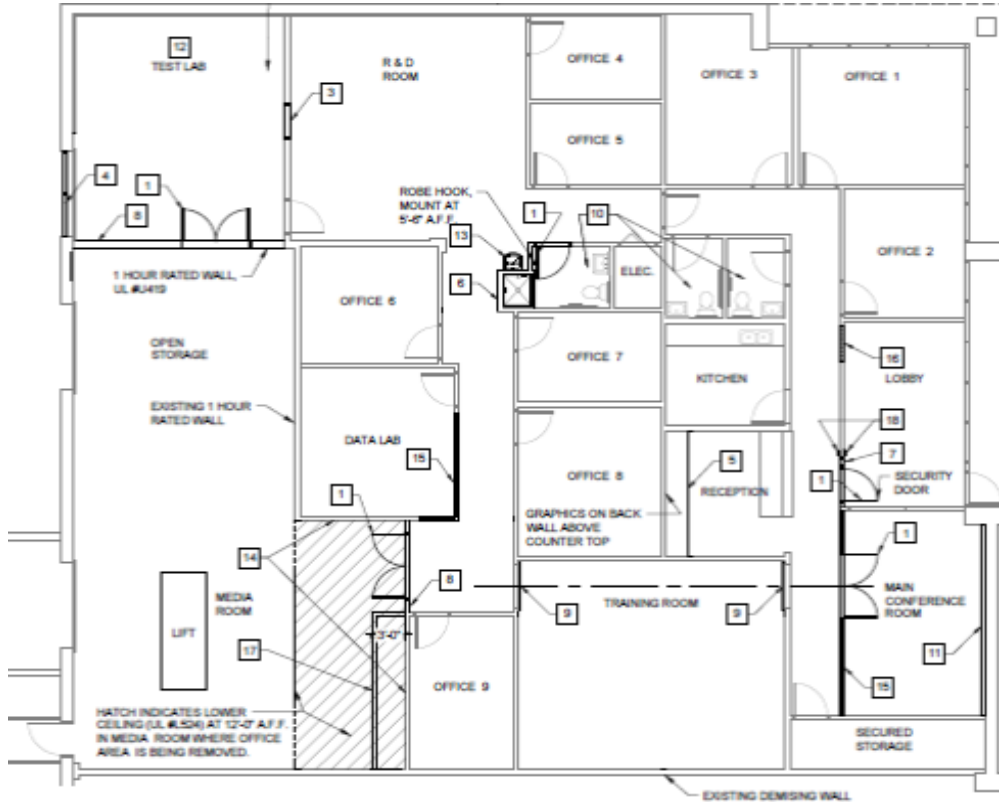 12
TEST LAB
R & D
ROOM
3
OFFICE 4
OFFICE 3
OFFICE 1
OFFICE 5
4
1
8
ROBE HOOK,
MOUNT AT
5'-6" A.F.F.
1
10
13
6
ELEC.
OFFICE 2
1 HOUR RATED WALL,
UL #U419
OFFICE 6
OPEN
STORAGE
OFFICE 7
KITCHEN
16
LOBBY
EXISTING 1 HOUR
RATED WALL
DATA LAB
15
18
7
1
SECURITY
DOOR
OFFICE 8
5
RECEPTION
GRAPHICS ON BACK
WALL ABOVE
COUNTER TOP
1
1
14
8
MEDIA
ROOM
LIFT
3'-0"
17
TRAINING ROOM
9
9
MAIN
CONFERENCE
ROOM
11
15
OFFICE 9
HATCH INDICATES LOWER
CEILING (UL #L524) AT 12'-0" A.F.F.
IN MEDIA ROOM WHERE OFFICE
AREA IS BEING REMOVED.
SECURED
STORAGE
EXISTING DEMISING WALL